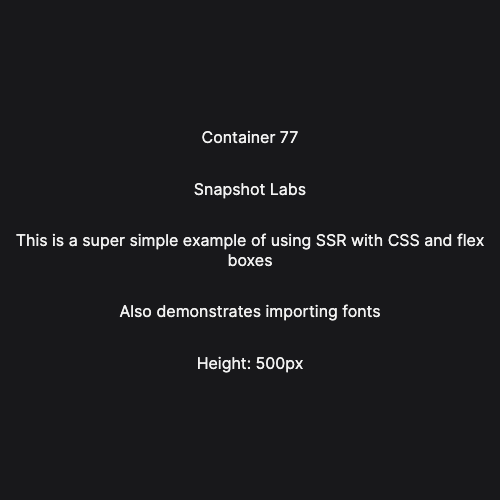 Container 77
Snapshot Labs
This is a super simple example of using SSR with CSS and flex
boxes
Also demonstrates importing fonts
Height: 500px